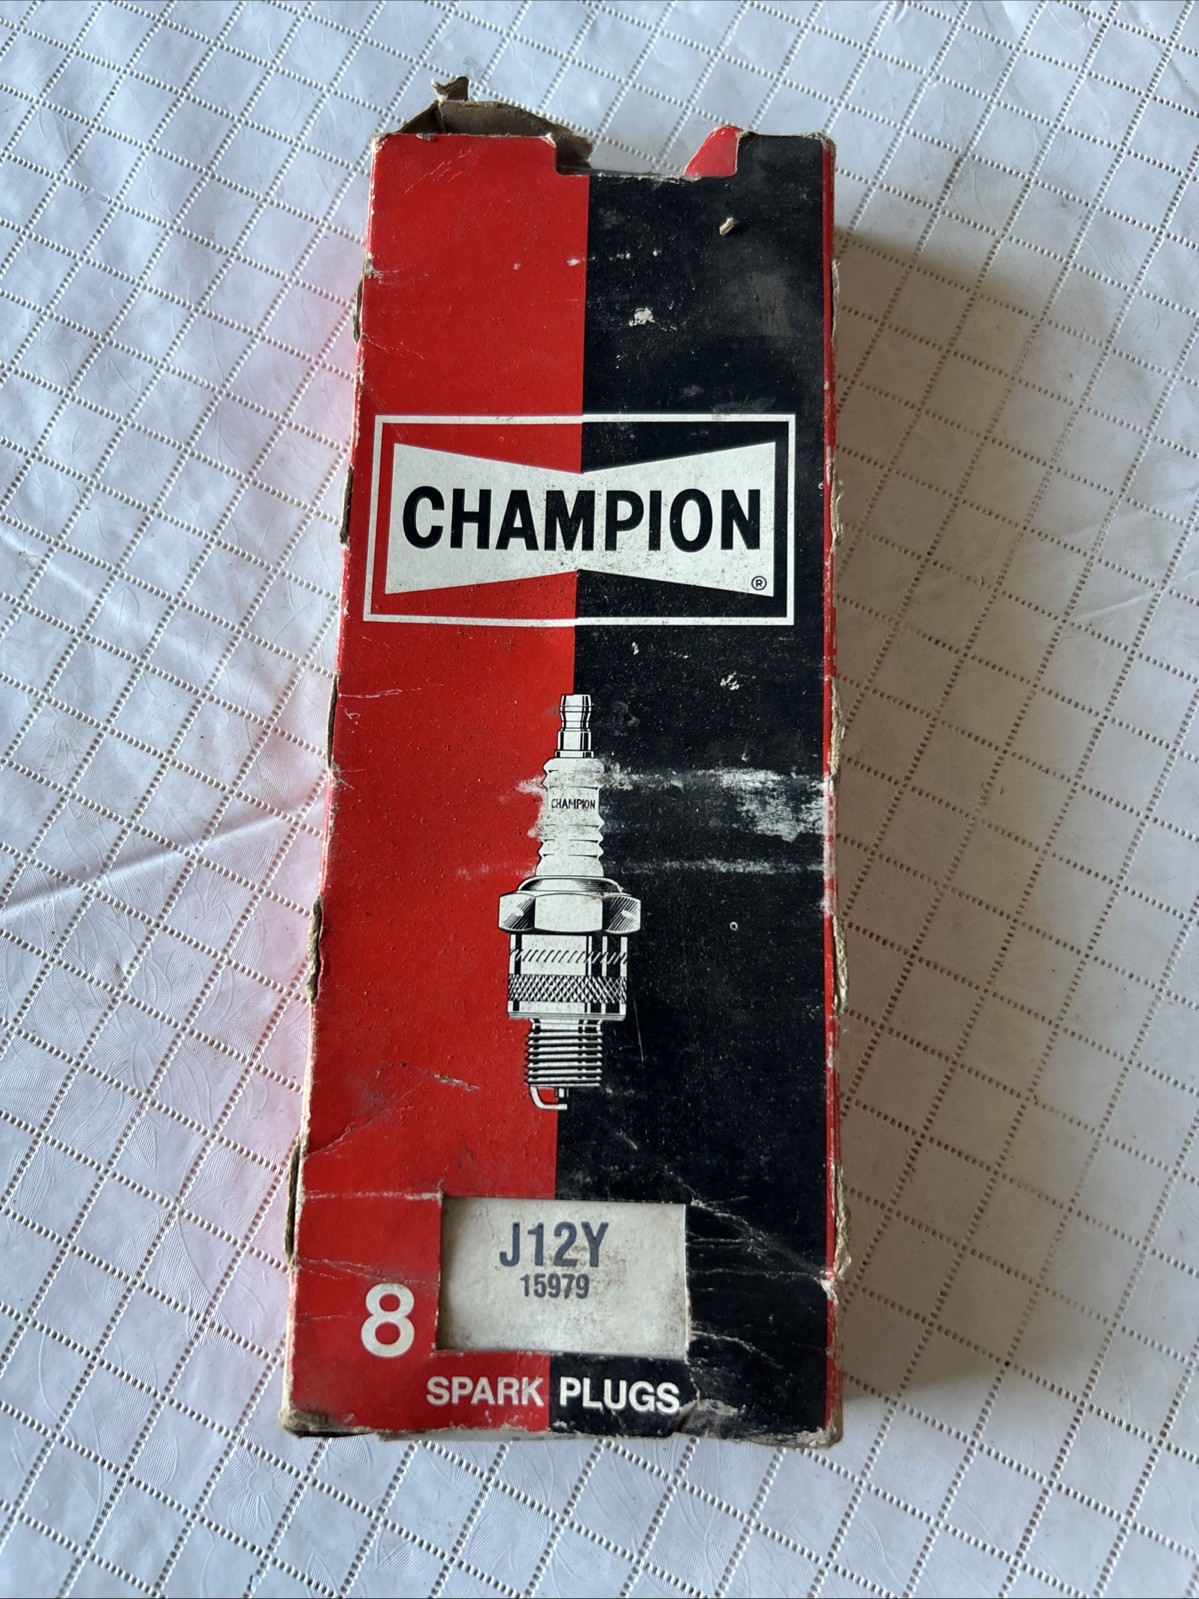 CHAMPION
®
CHAMPION
J12Y
15979
8
SPARK PLUGS